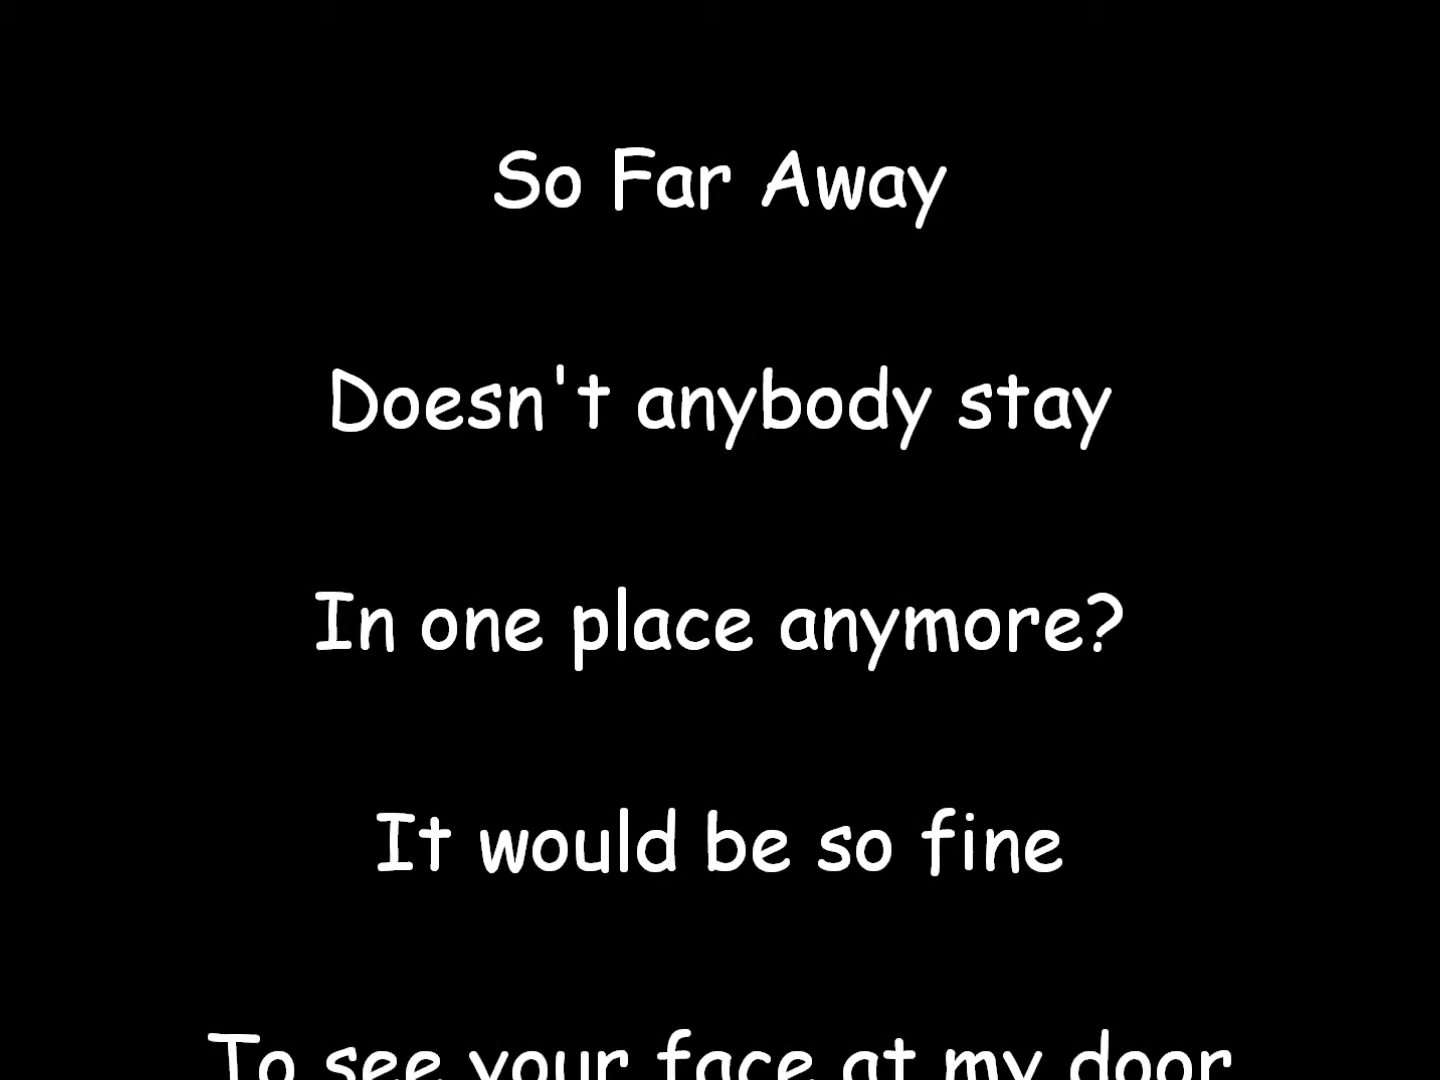 So Far Away
Doesn't anybody stay
In one place anymore?
It would be so fine
To see your face at my door